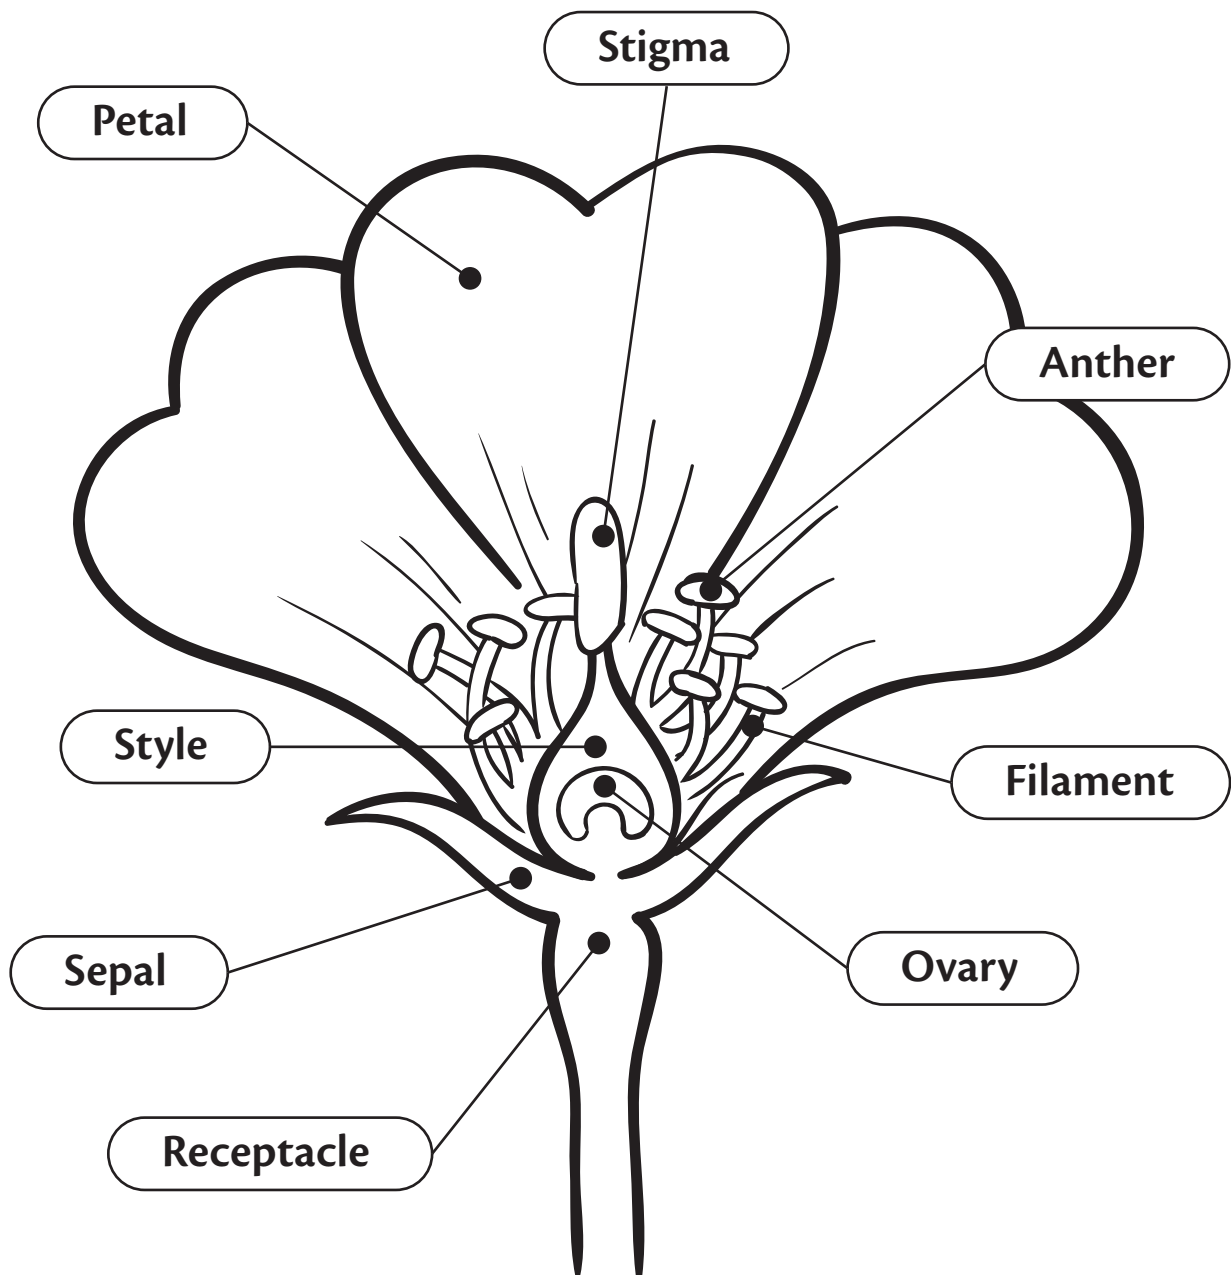 Stigma
Petal
Anther
Style
Filament
Sepal
Ovary
Receptacle